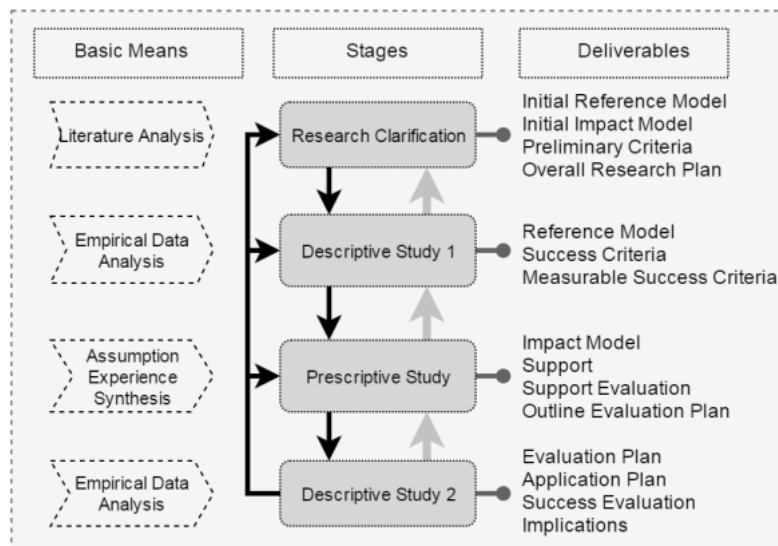 Basic Means
Stages
Deliverables
Literature Analysis
Research Clarification
Initial Reference Model
Initial Impact Model
Preliminary Criteria
Overall Research Plan
Empirical Data
Analysis
Descriptive Study 1
Reference Model
Success Criteria
Measurable Success Criteria
Assumption
Experience
Synthesis
Prescriptive Study
Impact Model
Support
Support Evaluation
Outline Evaluation Plan
Empirical Data
Analysis
Descriptive Study 2
Evaluation Plan
Application Plan
Success Evaluation
Implications